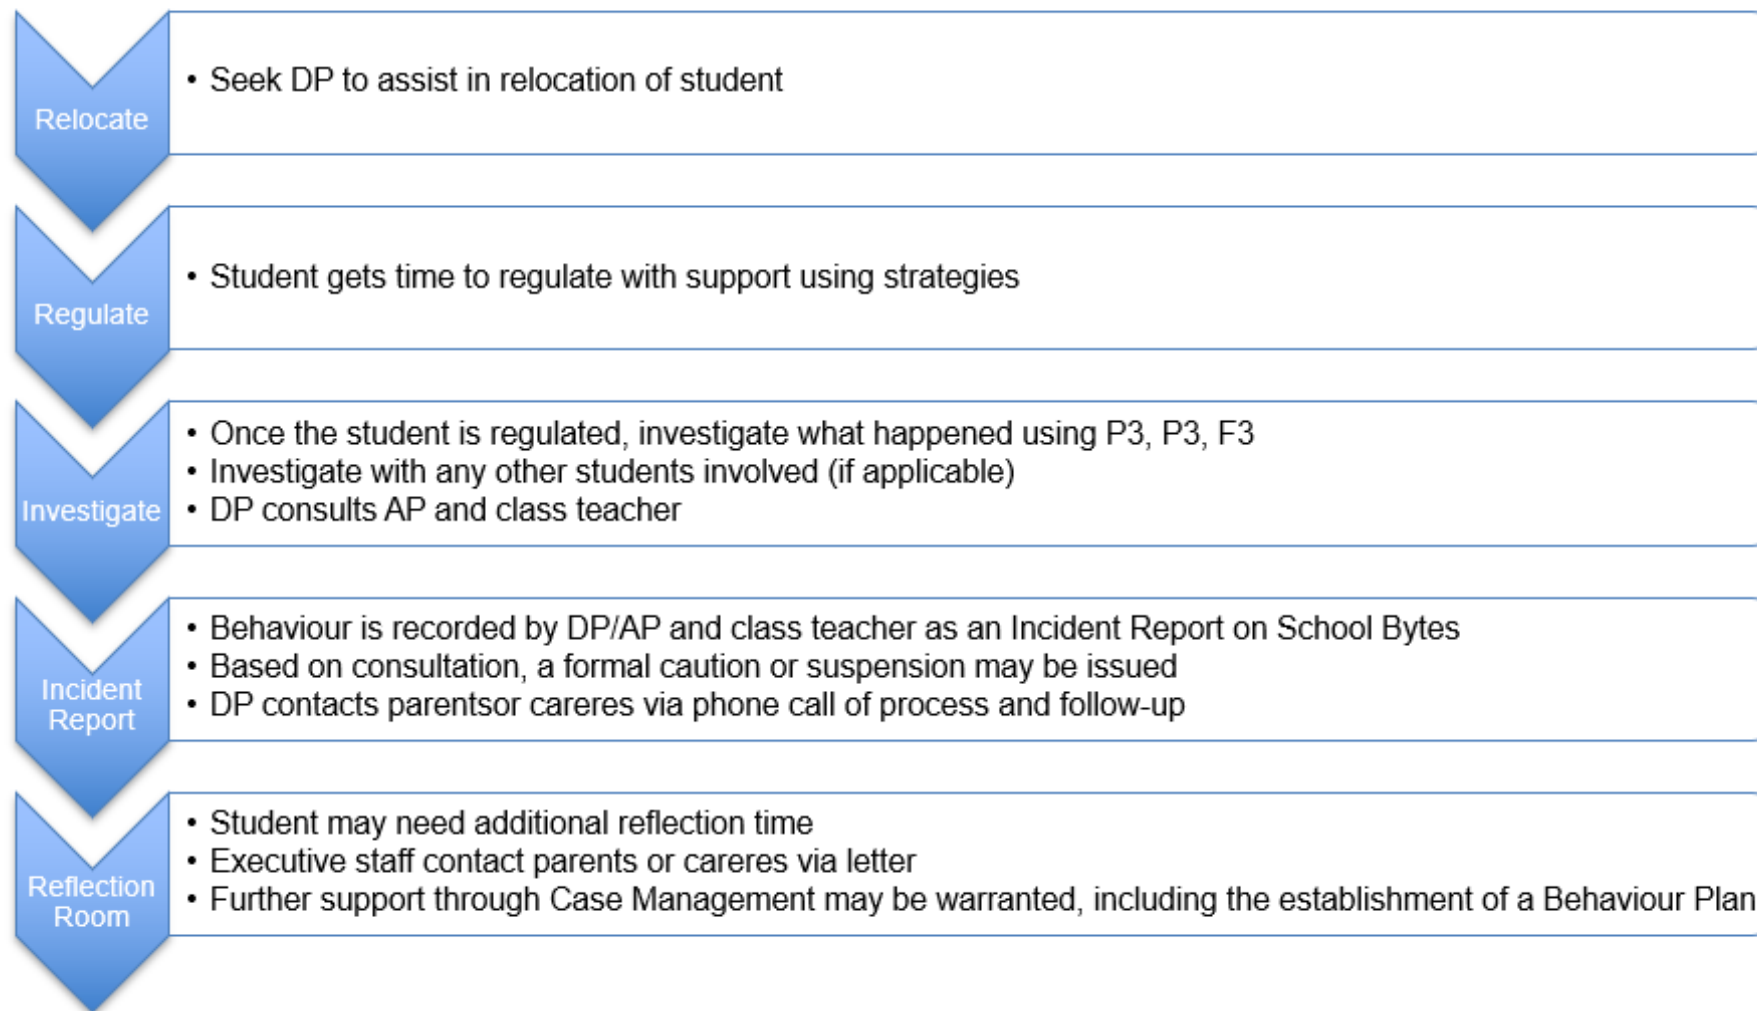 Relocate
• Seek DP to assist in relocation of student
Regulate
• Student gets time to regulate with support using strategies
Investigate
• Once the student is regulated, investigate what happened using P3, P3, F3
• Investigate with any other students involved (if applicable)
• DP consults AP and class teacher
Incident
Report
• Behaviour is recorded by DP/AP and class teacher as an Incident Report on School Bytes
• Based on consultation, a formal caution or suspension may be issued
• DP contacts parentsor careres via phone call of process and follow-up
Reflection
Room
• Student may need additional reflection time
• Executive staff contact parents or careres via letter
• Further support through Case Management may be warranted, including the establishment of a Behaviour Plan